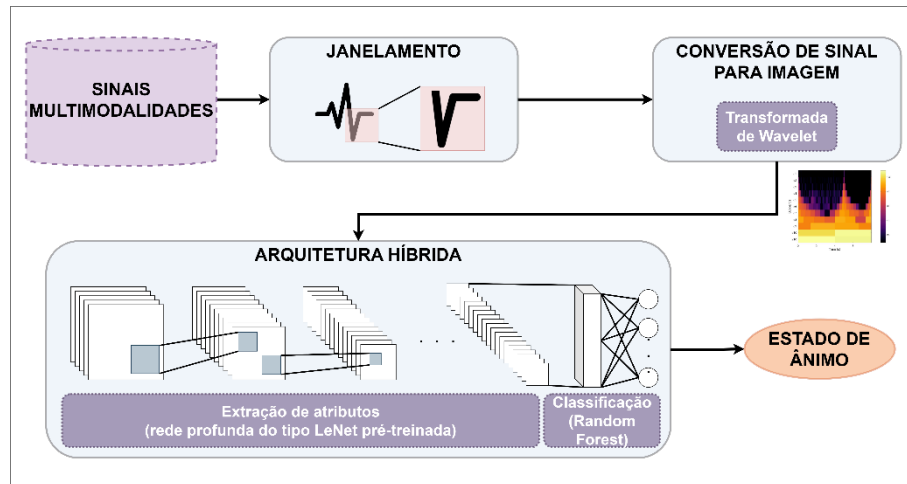 SINAIS
MULTIMODALIDADES
JANELAMENTO
CONVERSÃO DE SINAL
PARA IMAGEM
Transformada
de Wavelet
ARQUITETURA HÍBRIDA
Extração de atributos
(rede profunda do tipo LeNet pré-treinada)
Classificação
(Random
Forest)
ESTADO DE
ÂNIMO